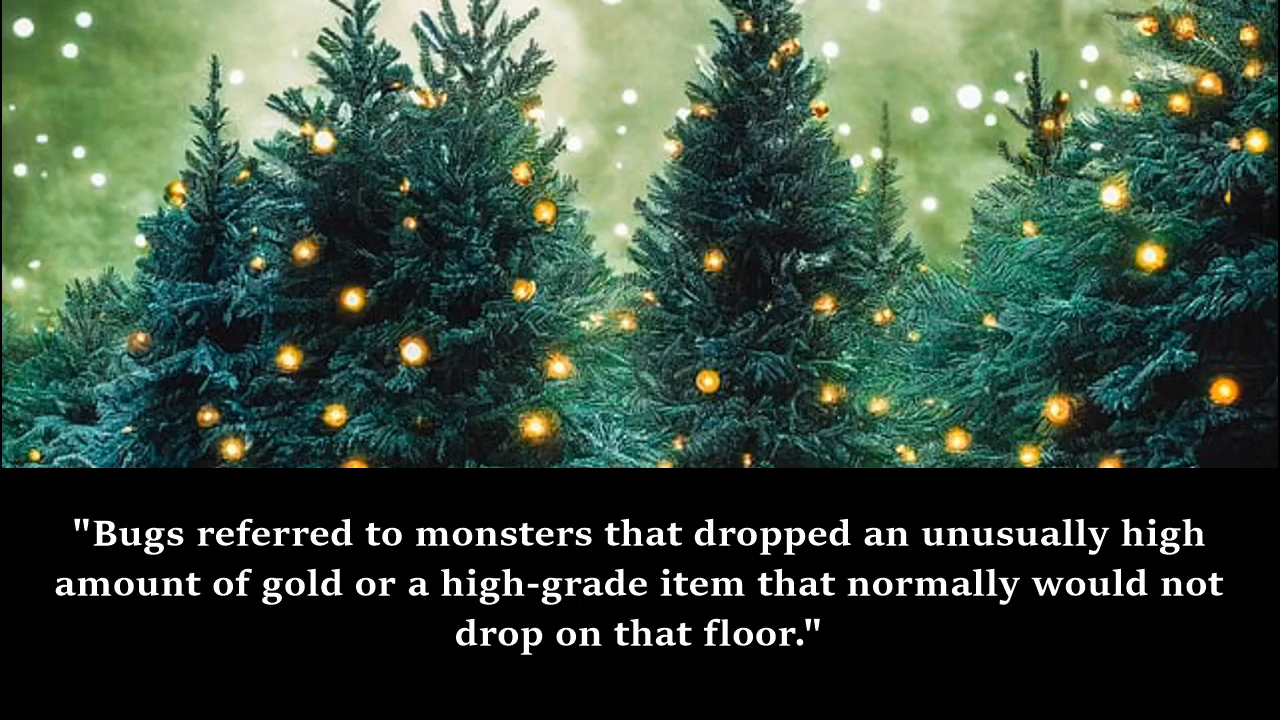 "Bugs referred to monsters that dropped an unusually high
amount of gold or a high-grade item that normally would not
drop on that floor."